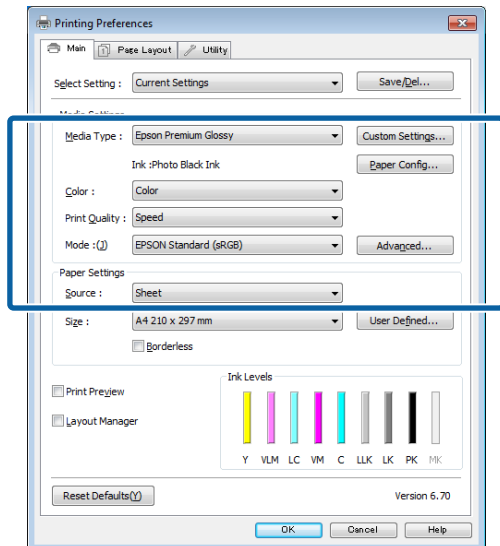 Printing Preferences
Main Page Layout Utility
Select Setting : Current Settings Save/Del...
Media Settings
Media Type : Epson Premium Glossy Custom Settings...
Ink :Photo Black Ink Paper Config...
Color : Color
Print Quality : Speed
Mode :(J) EPSON Standard (sRGB) Advanced...
Paper Settings
Source : Sheet
Size : A4 210 x 297 mm User Defined...
Borderless
Ink Levels
Print Preview
Layout Manager
Y VLM LC VM C LLK LK PK MK
Reset Defaults(Y) Version 6.70
OK Cancel Help